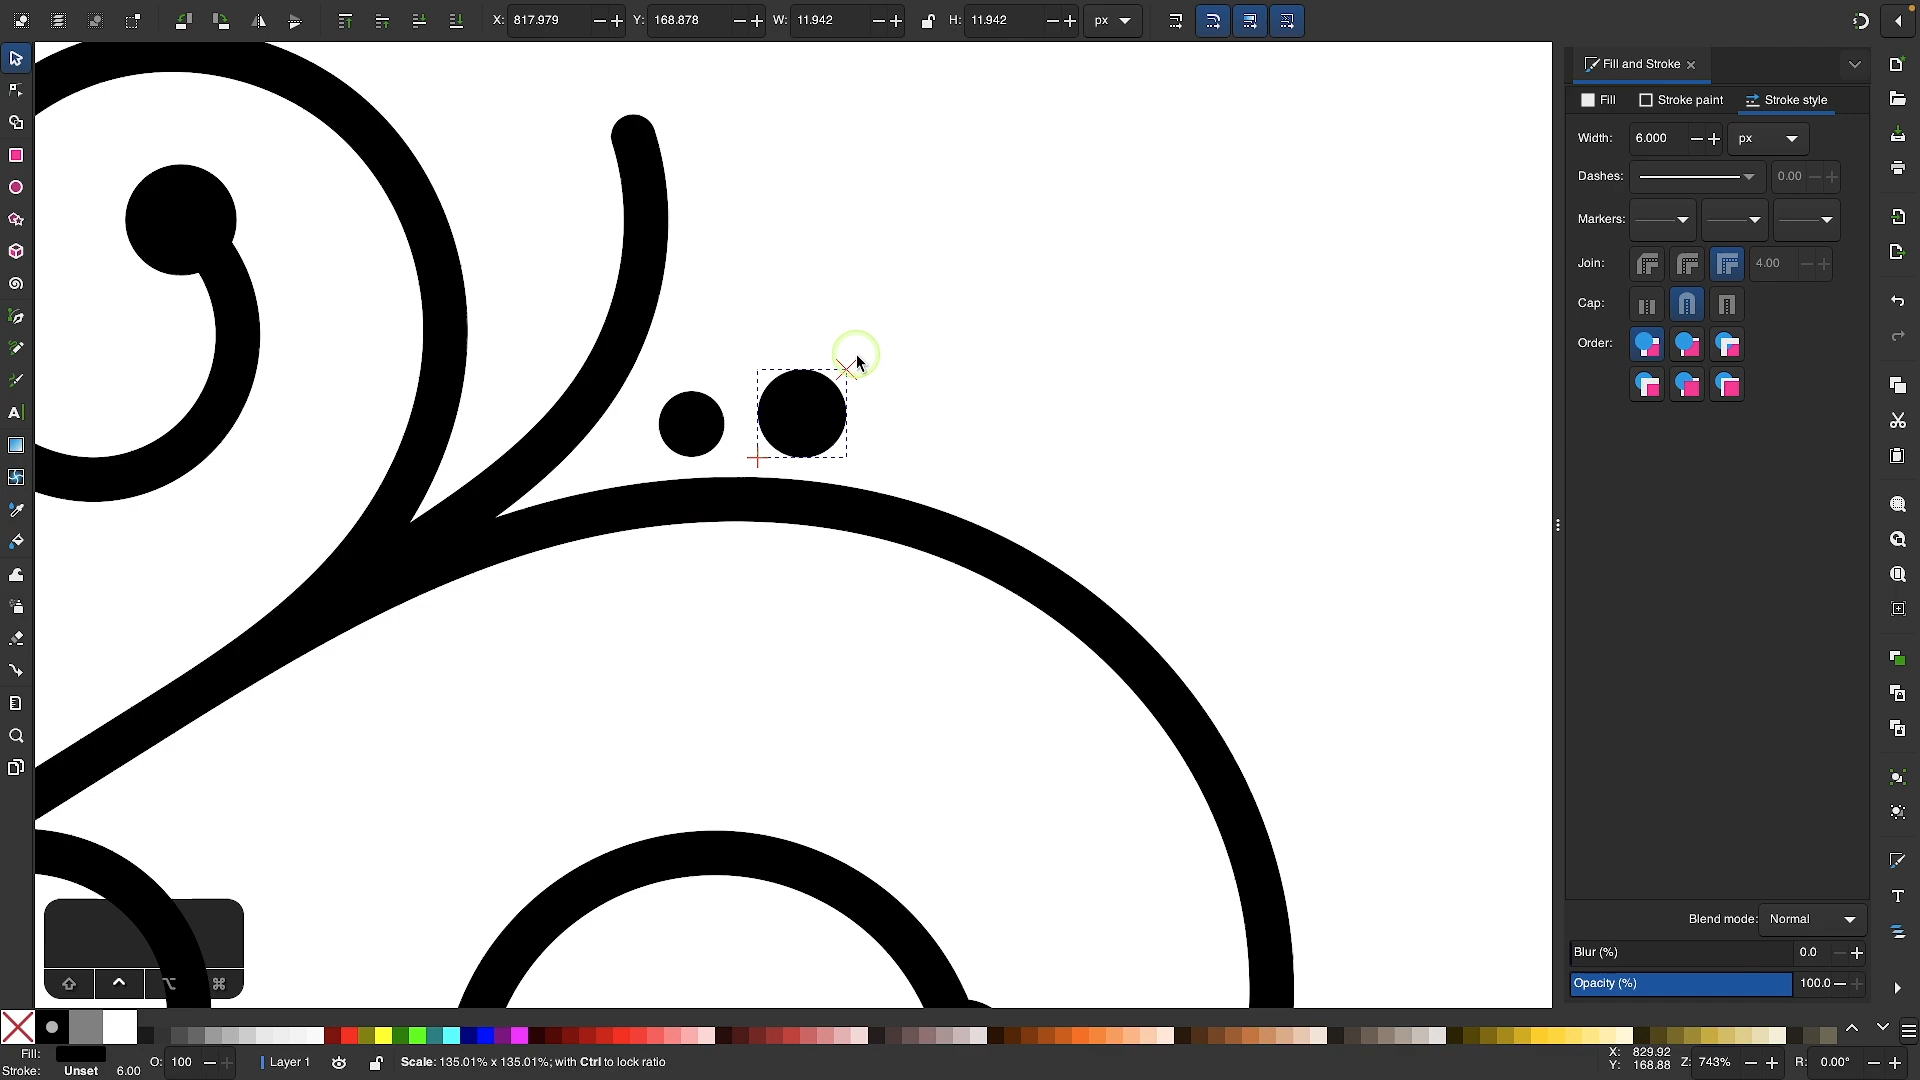 X: 817.979 Y: 168.878 W: 11.942 H: 11.942 px
Fill and Stroke
Fill Stroke paint Stroke style
Width: 6.000 px
Dashes: 0.00
Markers:
Join: 4.00
Cap:
Order:
Blend mode: Normal
Blur (%) 0.0
Opacity (%) 100.0
Fill:
Stroke: Unset 6.00
O: 100
Layer 1
Scale: 135.01% x 135.01%; with Ctrl to lock ratio
X: 829.92
Y: 168.88
Z: 743%
R: 0.00°